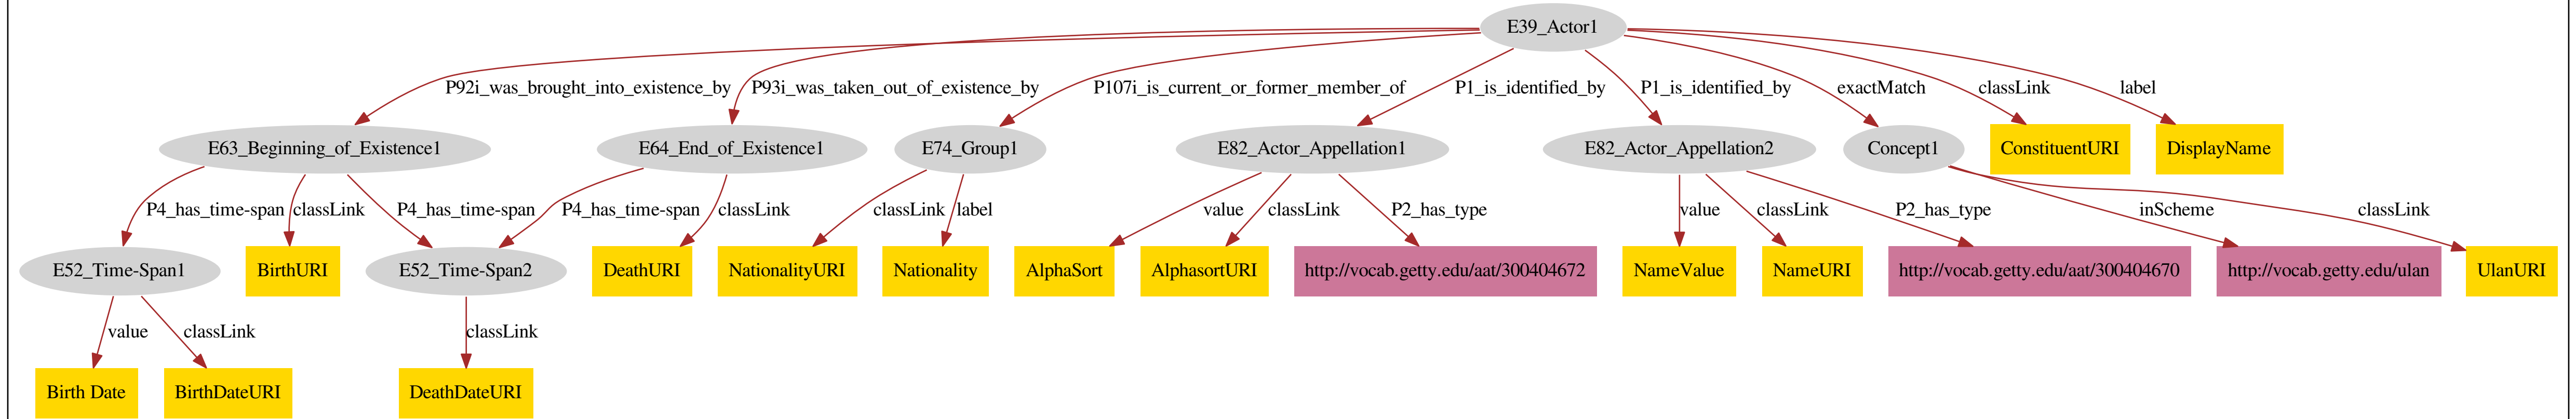 E39_Actor1
P92i_was_brought_into_existence_by
P93i_was_taken_out_of_existence_by
P107i_is_current_or_former_member_of
P1_is_identified_by
P1_is_identified_by
exactMatch
classLink
label
E63_Beginning_of_Existence1
E64_End_of_Existence1
E74_Group1
E82_Actor_Appellation1
E82_Actor_Appellation2
Concept1
ConstituentURI
DisplayName
P4_has_time-span
classLink
P4_has_time-span
P4_has_time-span
classLink
classLink
label
value
classLink
P2_has_type
value
classLink
P2_has_type
inScheme
classLink
E52_Time-Span1
BirthURI
E52_Time-Span2
DeathURI
NationalityURI
Nationality
AlphaSort
AlphasortURI
http://vocab.getty.edu/aat/300404672
NameValue
NameURI
http://vocab.getty.edu/aat/300404670
http://vocab.getty.edu/ulan
UlanURI
value
classLink
classLink
Birth Date
BirthDateURI
DeathDateURI